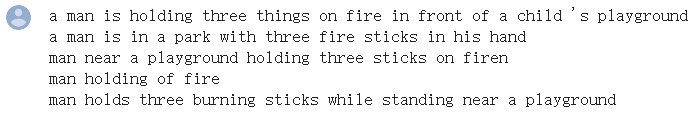 a man is holding three things on fire in front of a child 's playground
a man is in a park with three fire sticks in his hand
man near a playground holding three sticks on firen
man holding of fire
man holds three burning sticks while standing near a playground